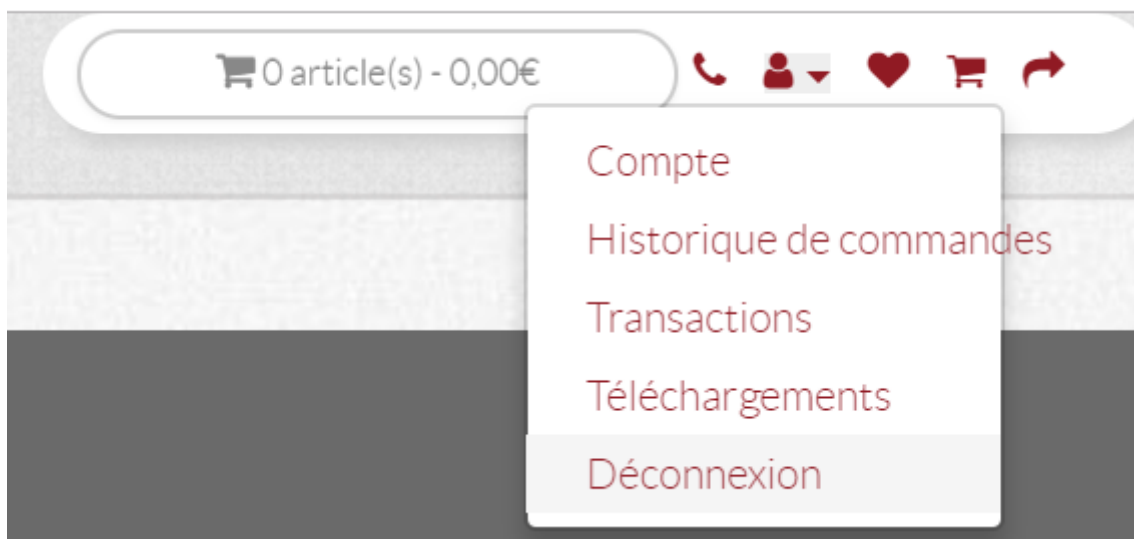 0 article(s) - 0,00€
Compte
Historique de commandes
Transactions
Téléchargements
Déconnexion